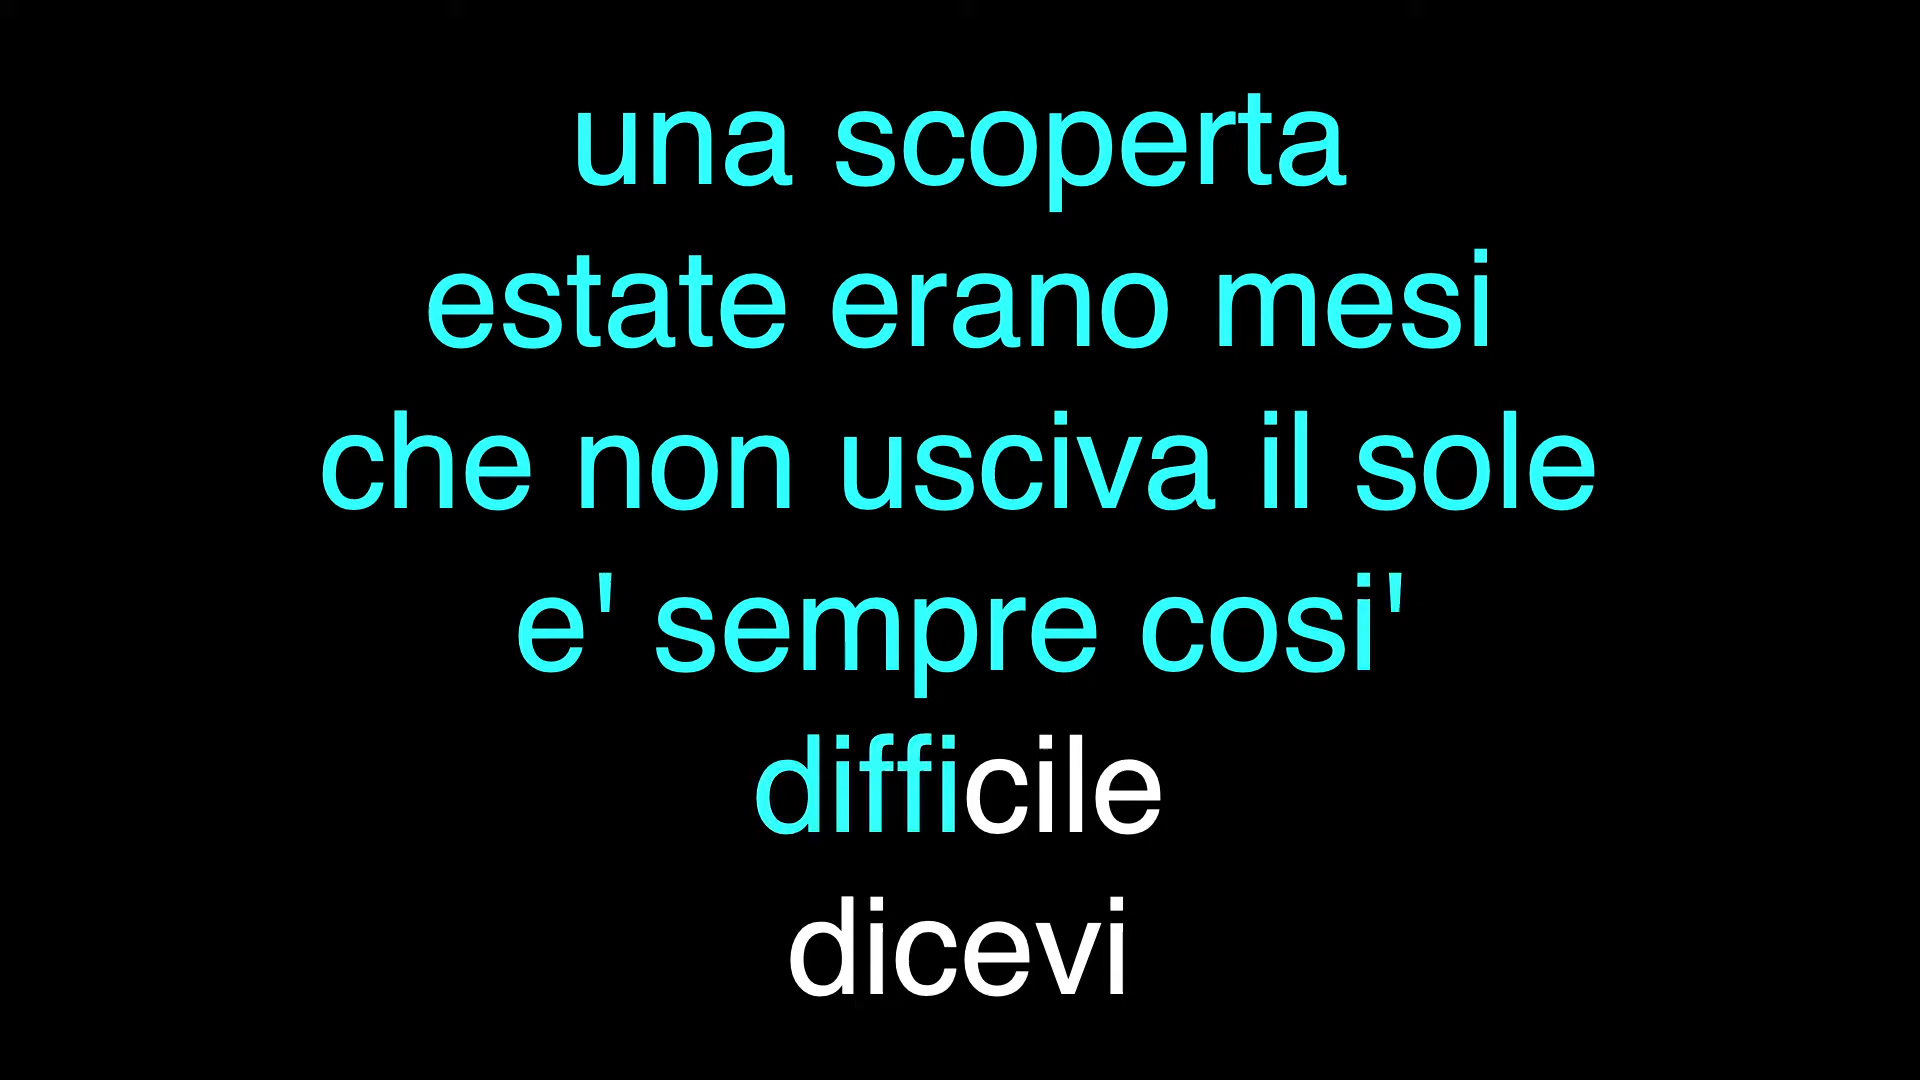 una scoperta
estate erano mesi
che non usciva il sole
e' sempre cosi'
difficile
dicevi